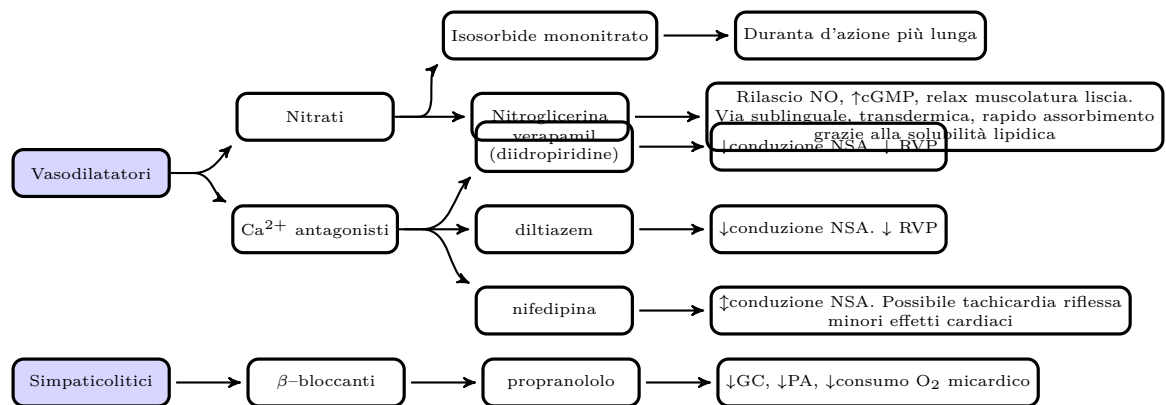 Isosorbide mononitrato
Duranta d'azione più lunga
Nitrati
Nitroglicerina
Rilascio NO, ↑cGMP, relax muscolatura liscia.
Via sublinguale, transdermica, rapido assorbimento
grazie alla solubilità lipidica
verapamil
(diidropiridine)
↓conduzione NSA. ↓ RVP
Vasodilatatori
Ca²⁺ antagonisti
diltiazem
↓conduzione NSA. ↓ RVP
nifedipina
↕conduzione NSA. Possibile tachicardia riflessa
minori effetti cardiaci
Simpaticolitici
β–bloccanti
propranololo
↓GC, ↓PA, ↓consumo O₂ micardico